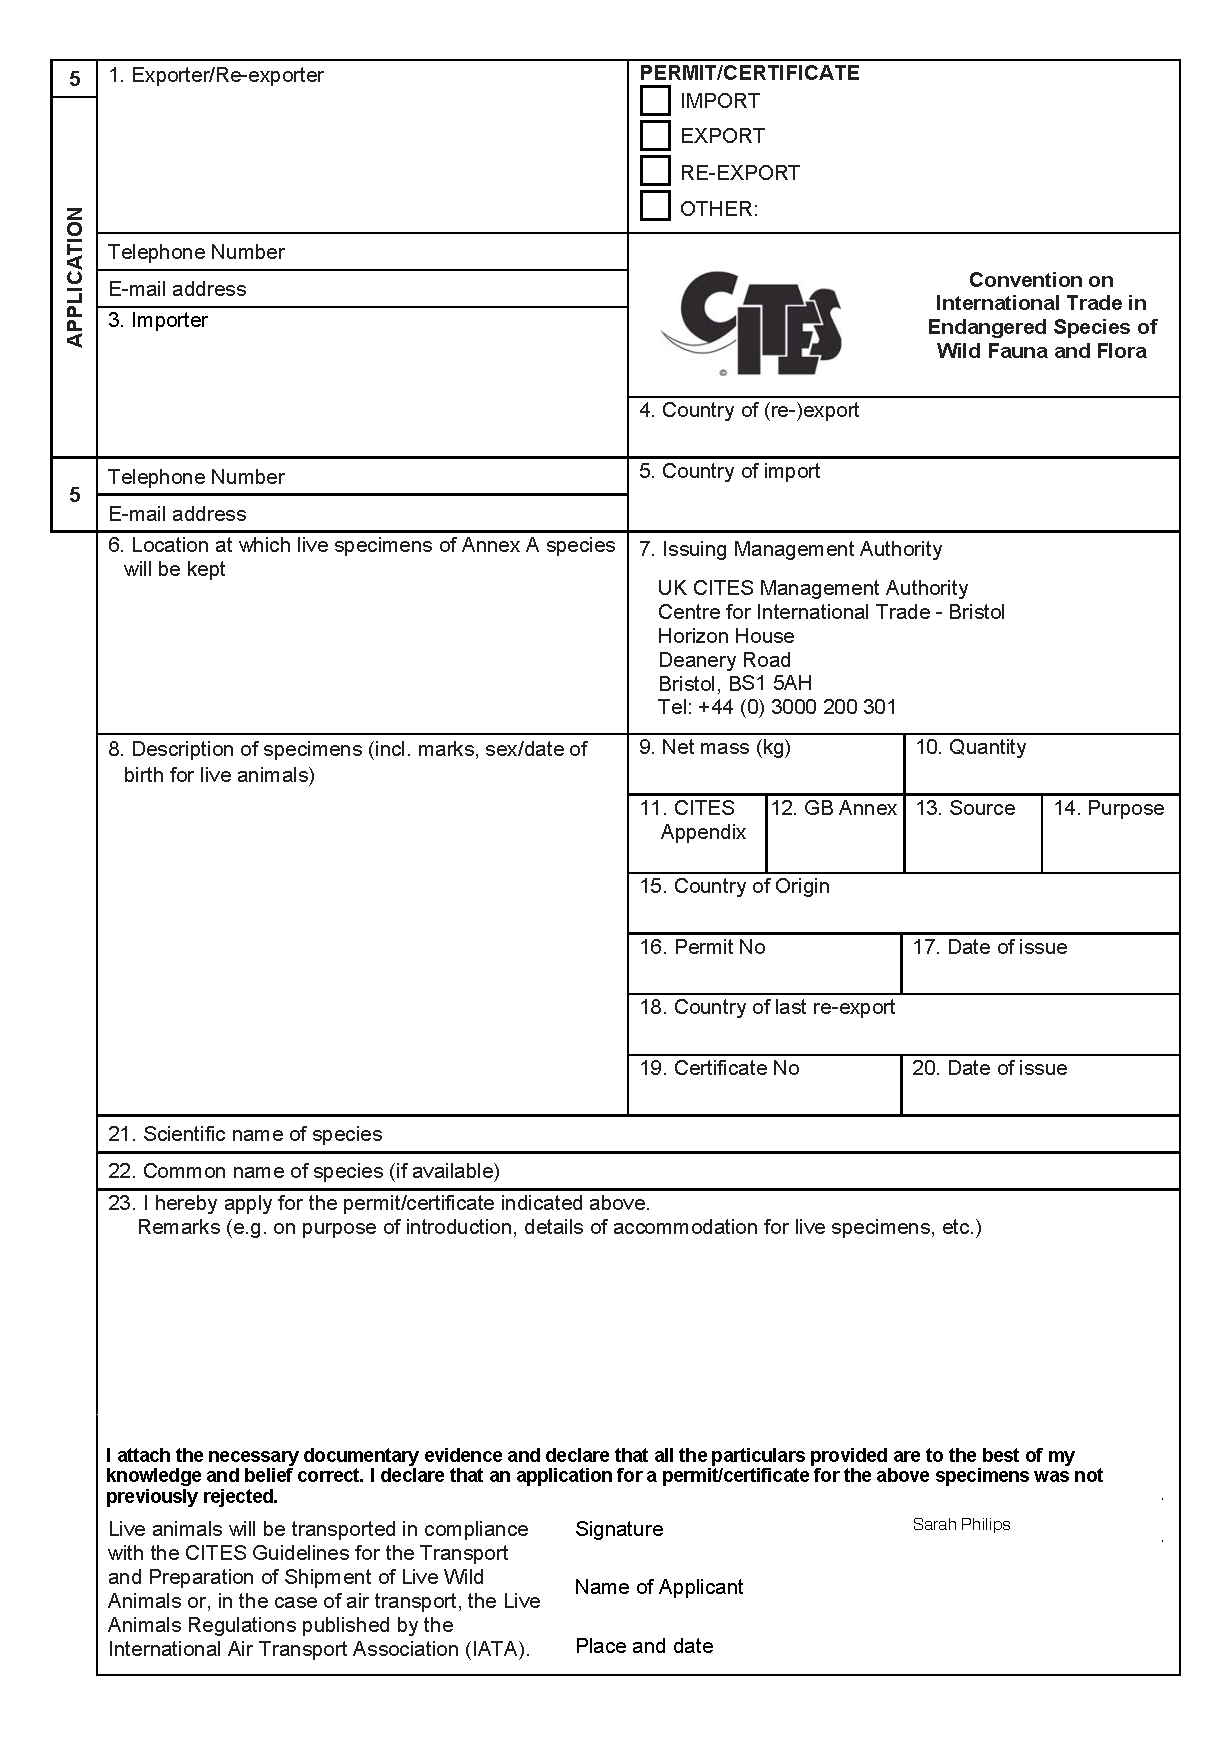 5
1. Exporter/Re-exporter
PERMIT/CERTIFICATE
IMPORT
EXPORT
RE-EXPORT
OTHER:
APPLICATION
Telephone Number
E-mail address
3. Importer
CITES
©
Convention on
International Trade in
Endangered Species of
Wild Fauna and Flora
4. Country of (re-)export
5
Telephone Number
E-mail address
5. Country of import
6. Location at which live specimens of Annex A species
will be kept
7. Issuing Management Authority
UK CITES Management Authority
Centre for International Trade - Bristol
Horizon House
Deanery Road
Bristol, BS1 5AH
Tel: +44 (0) 3000 200 301
8. Description of specimens (incl. marks, sex/date of
birth for live animals)
9. Net mass (kg)
10. Quantity
11. CITES
Appendix
12. GB Annex
13. Source
14. Purpose
15. Country of Origin
16. Permit No
17. Date of issue
18. Country of last re-export
19. Certificate No
20. Date of issue
21. Scientific name of species
22. Common name of species (if available)
23. I hereby apply for the permit/certificate indicated above.
Remarks (e.g. on purpose of introduction, details of accommodation for live specimens, etc.)
I attach the necessary documentary evidence and declare that all the particulars provided are to the best of my
knowledge and belief correct. I declare that an application for a permit/certificate for the above specimens was not
previously rejected.
Live animals will be transported in compliance
with the CITES Guidelines for the Transport
and Preparation of Shipment of Live Wild
Animals or, in the case of air transport, the Live
Animals Regulations published by the
International Air Transport Association (IATA).
Signature
Sarah Philips
Name of Applicant
Place and date